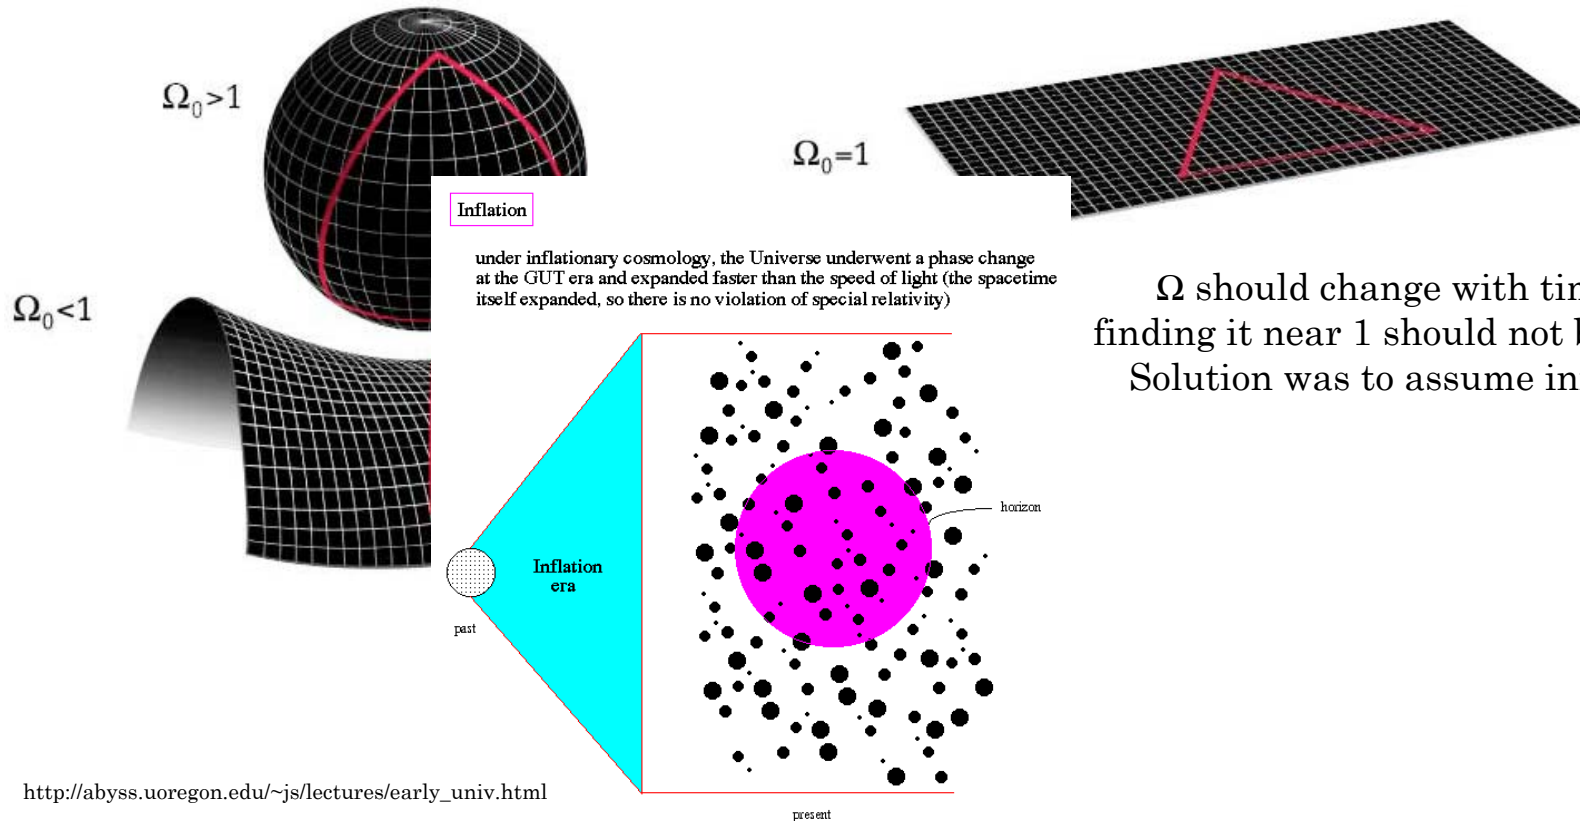 Ω₀>1
Ω₀=1
Ω₀<1
Inflation
under inflationary cosmology, the Universe underwent a phase change
at the GUT era and expanded faster than the speed of light (the spacetime
itself expanded, so there is no violation of special relativity)
Ω should change with
finding it near 1 should not
Solution was to assume
horizon
Inflation
era
past
http://abyss.uoregon.edu/~js/lectures/early_univ.html
present